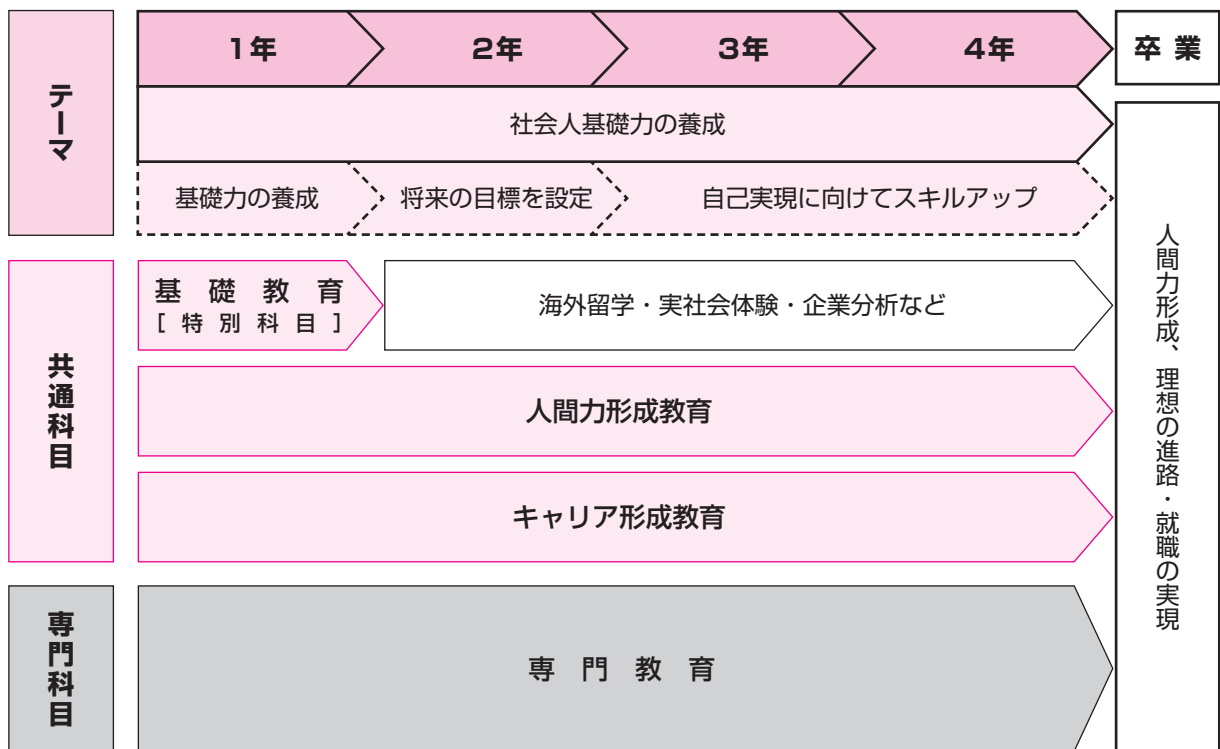 テーマ
1年
2年
3年
4年
卒業
社会人基礎力の養成
基礎力の養成
将来の目標を設定
自己実現に向けてスキルアップ
人間力形成、理想の進路・就職の実現
共通科目
基礎教育
[特別科目]
海外留学・実社会体験・企業分析など
人間力形成教育
キャリア形成教育
専門科目
専門教育